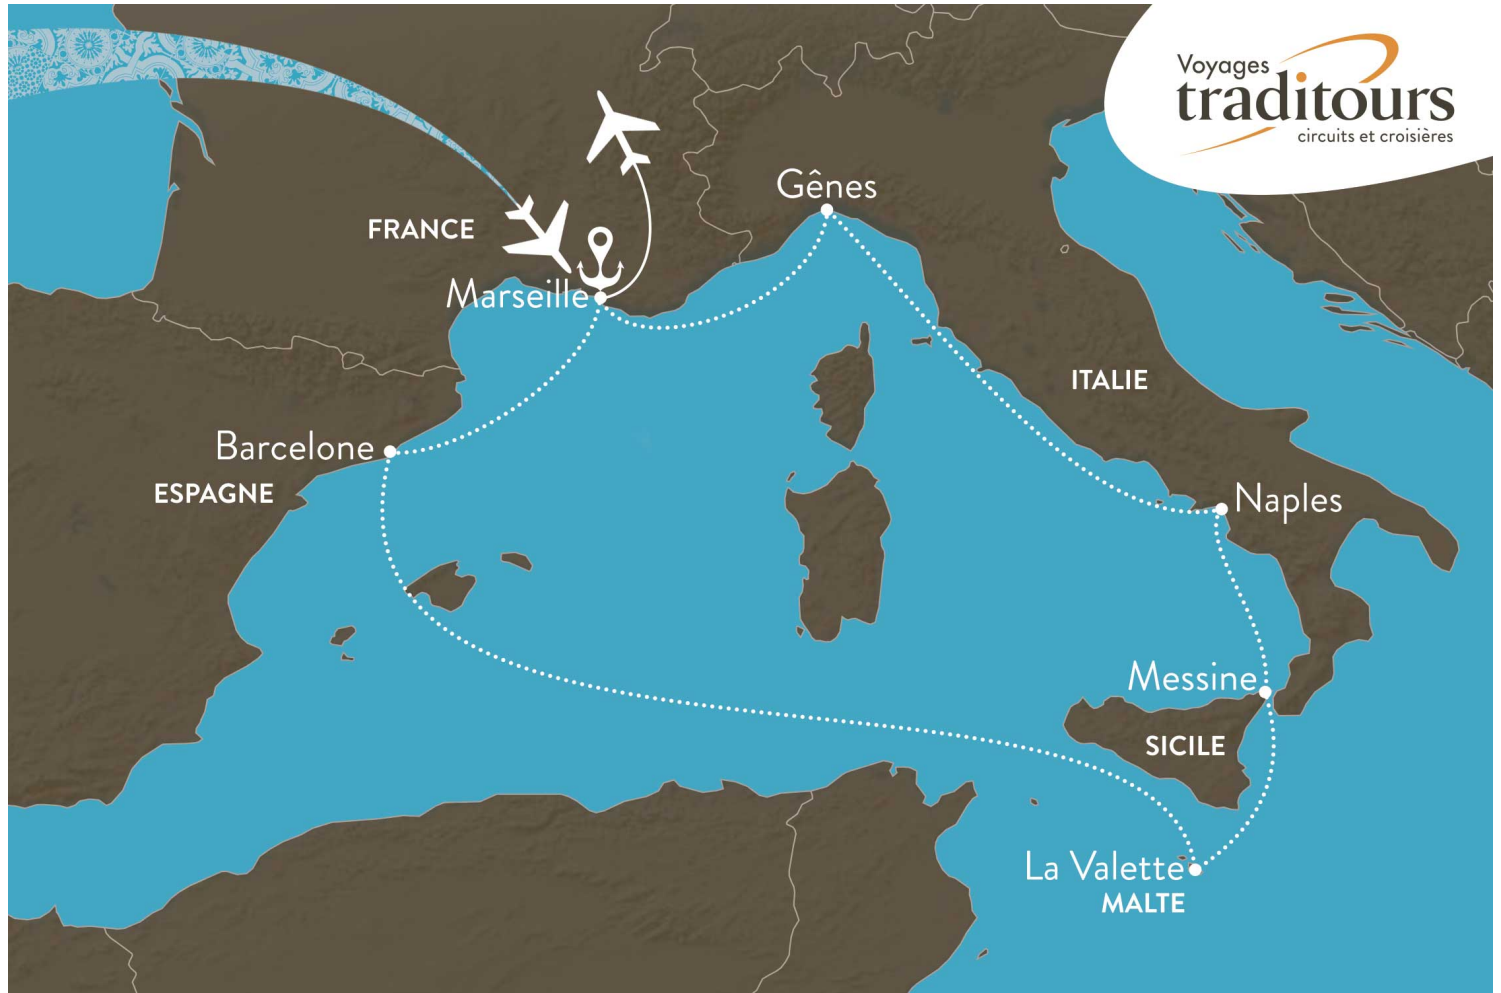 Voyages
traditours
circuits et croisières
Gênes
FRANCE
Marseille
ITALIE
Barcelone
ESPAGNE
Naples
Messine
SICILE
La Valette
MALTE